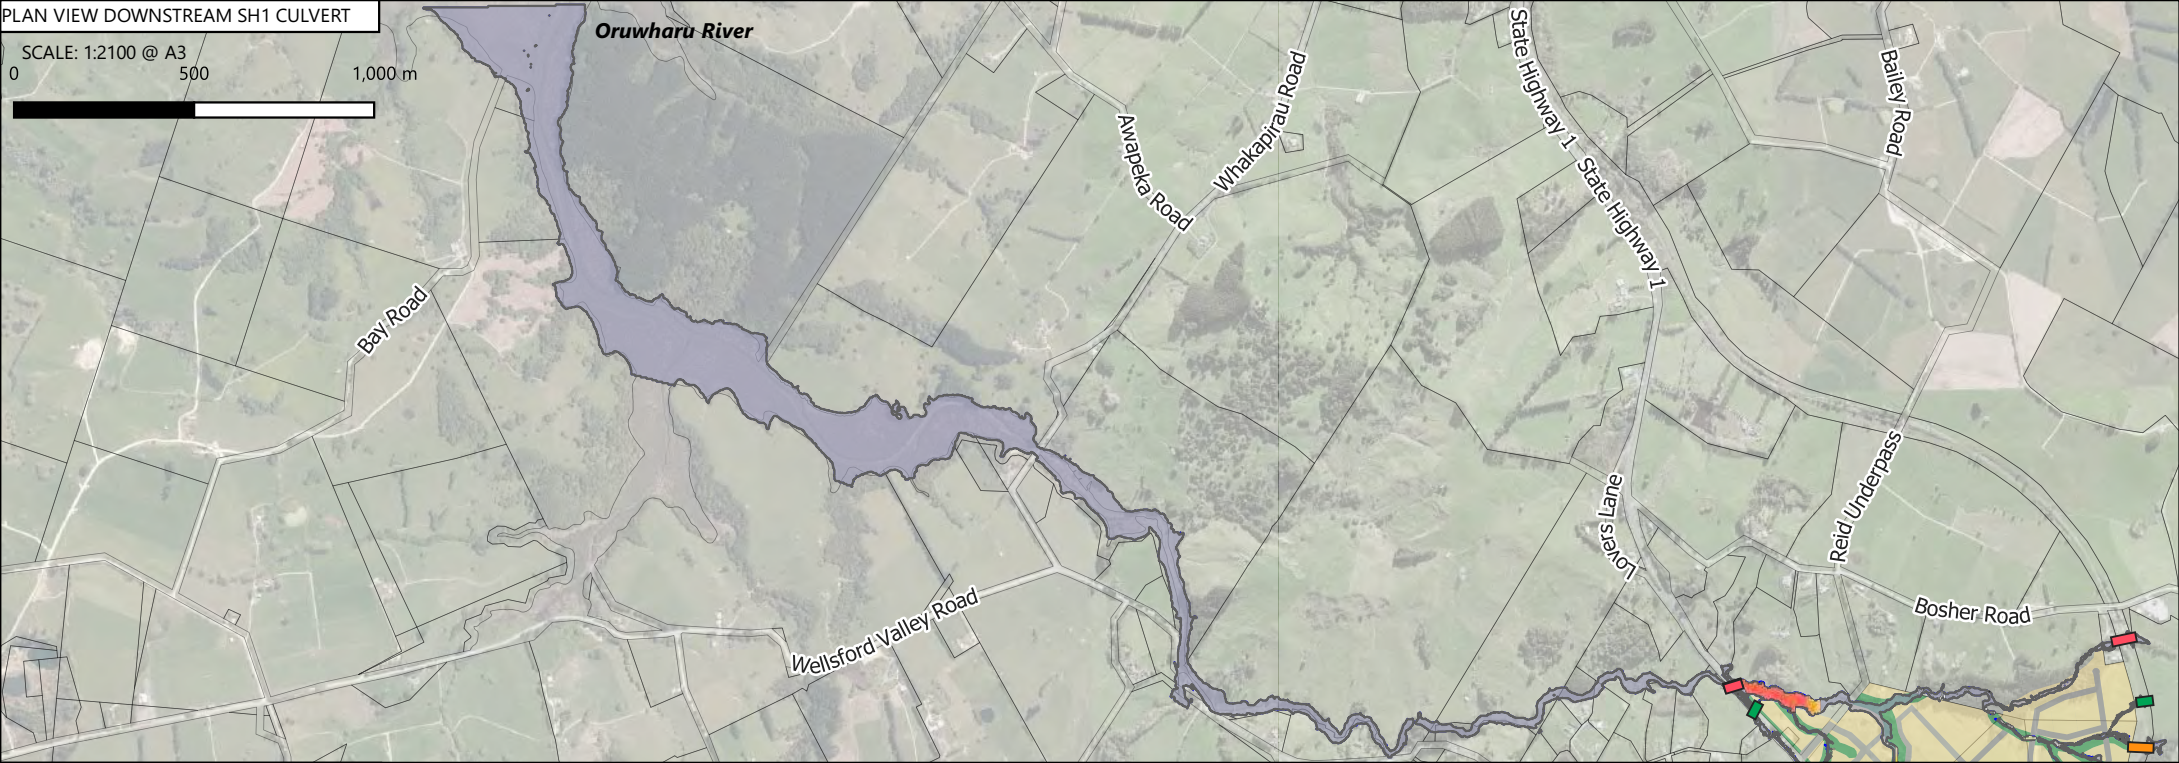 PLAN VIEW DOWNSTREAM SH1 CULVERT
SCALE: 1:2100 @ A3
0 500 1,000 m
Oruwharu River
Awapeka Road
Whakapirau Road
State Highway 1
State Highway 1
Bailey Road
Bay Road
Lovers Lane
Reid Underpass
Wellsford Valley Road
Bosher Road